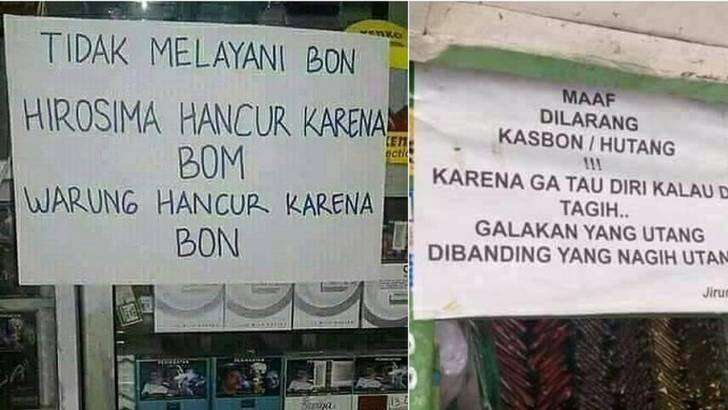 TIDAK MELAYANI BON
HIROSIMA HANCUR KARENA
BOM
WARUNG HANCUR KARENA
BON
MAAF
DILARANG
KASBON / HUTANG
!!!
KARENA GA TAU DIRI KALAU D
TAGIH..
GALAKAN YANG UTANG
DIBANDING YANG NAGIH UTAN